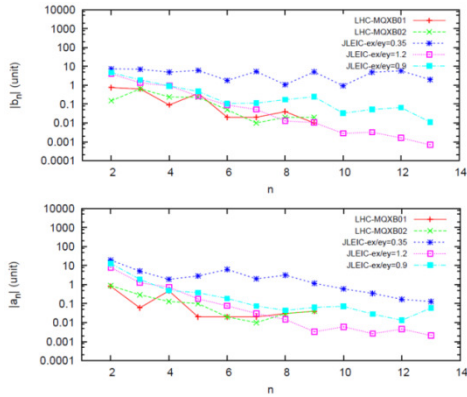 10000
1000
100
10
1
0.1
0.01
0.001
0.0001
|bn| (unit)
LHC-MQXB01
LHC-MQXB02
JLEIC-ex/ey=0.35
JLEIC-ex/ey=1.2
JLEIC-ex/ey=0.9
2 4 6 8 10 12 14
n
10000
1000
100
10
1
0.1
0.01
0.001
0.0001
|an| (unit)
LHC-MQXB01
LHC-MQXB02
JLEIC-ex/ey=0.35
JLEIC-ex/ey=1.2
JLEIC-ex/ey=0.9
2 4 6 8 10 12 14
n